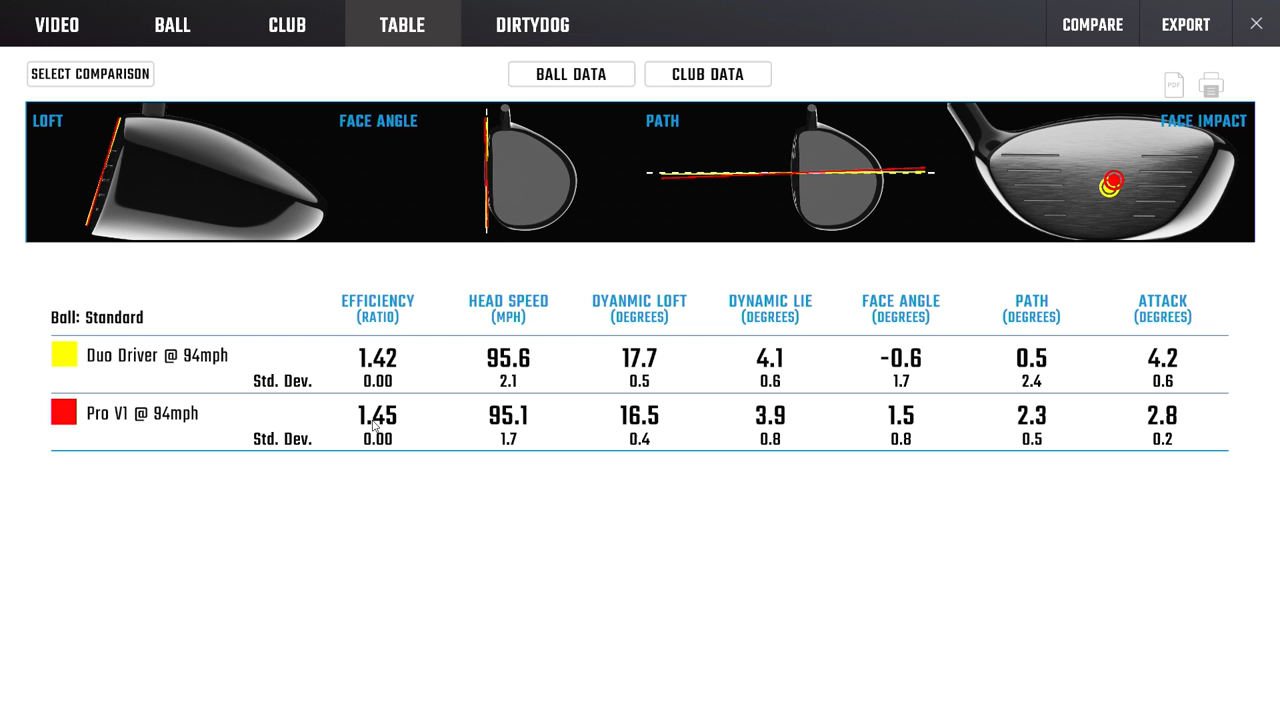 VIDEO BALL CLUB TABLE DIRTYDOG COMPARE EXPORT
SELECT COMPARISON BALL DATA CLUB DATA
PDF
LOFT FACE ANGLE PATH FACE IMPACT
EFFICIENCY HEAD SPEED DYANMIC LOFT DYNAMIC LIE FACE ANGLE PATH ATTACK
Ball: Standard (RATIO) (MPH) (DEGREES) (DEGREES) (DEGREES) (DEGREES) (DEGREES)
Duo Driver @ 94mph 1.42 95.6 17.7 4.1 -0.6 0.5 4.2
Std. Dev. 0.00 2.1 0.5 0.6 1.7 2.4 0.6
Pro V1 @ 94mph 1.45 95.1 16.5 3.9 1.5 2.3 2.8
Std. Dev. 0.00 1.7 0.4 0.8 0.8 0.5 0.2